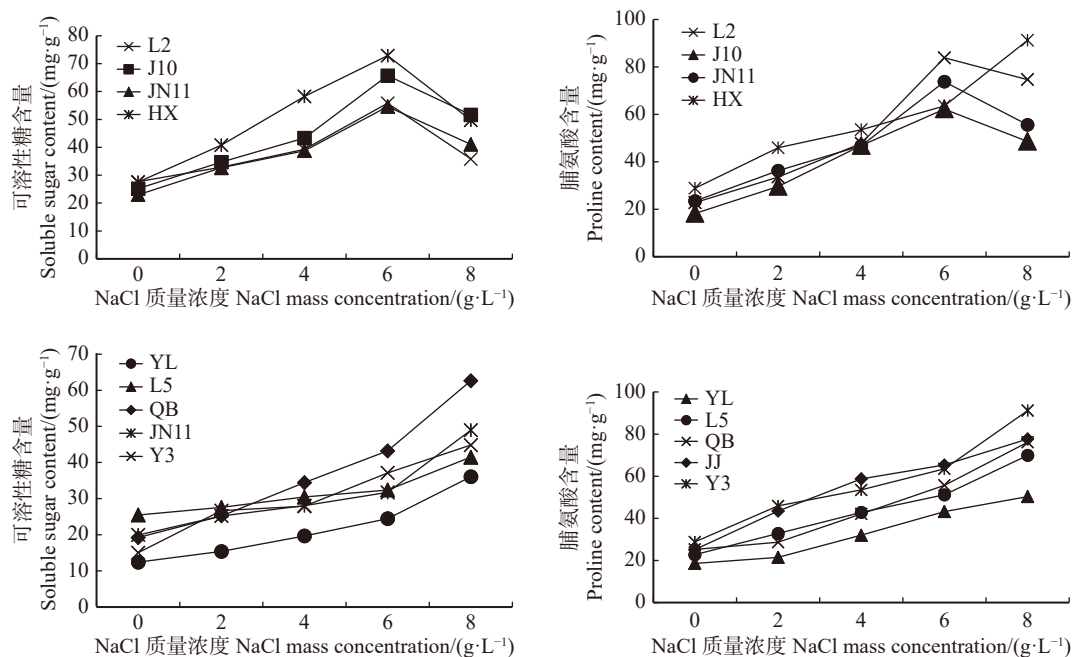 可溶性糖含量
Soluble sugar content/(mg·g⁻¹)
80
70
60
50
40
30
20
10
0
L2
J10
JN11
HX
0 2 4 6 8
NaCl 质量浓度 NaCl mass concentration/(g·L⁻¹)
脯氨酸含量
Proline content/(mg·g⁻¹)
100
80
60
40
20
0
L2
J10
JN11
HX
0 2 4 6 8
NaCl 质量浓度 NaCl mass concentration/(g·L⁻¹)
可溶性糖含量
Soluble sugar content/(mg·g⁻¹)
70
60
50
40
30
20
10
0
YL
L5
QB
JN11
Y3
0 2 4 6 8
NaCl 质量浓度 NaCl mass concentration/(g·L⁻¹)
脯氨酸含量
Proline content/(mg·g⁻¹)
100
80
60
40
20
0
YL
L5
QB
JJ
Y3
0 2 4 6 8
NaCl 质量浓度 NaCl mass concentration/(g·L⁻¹)